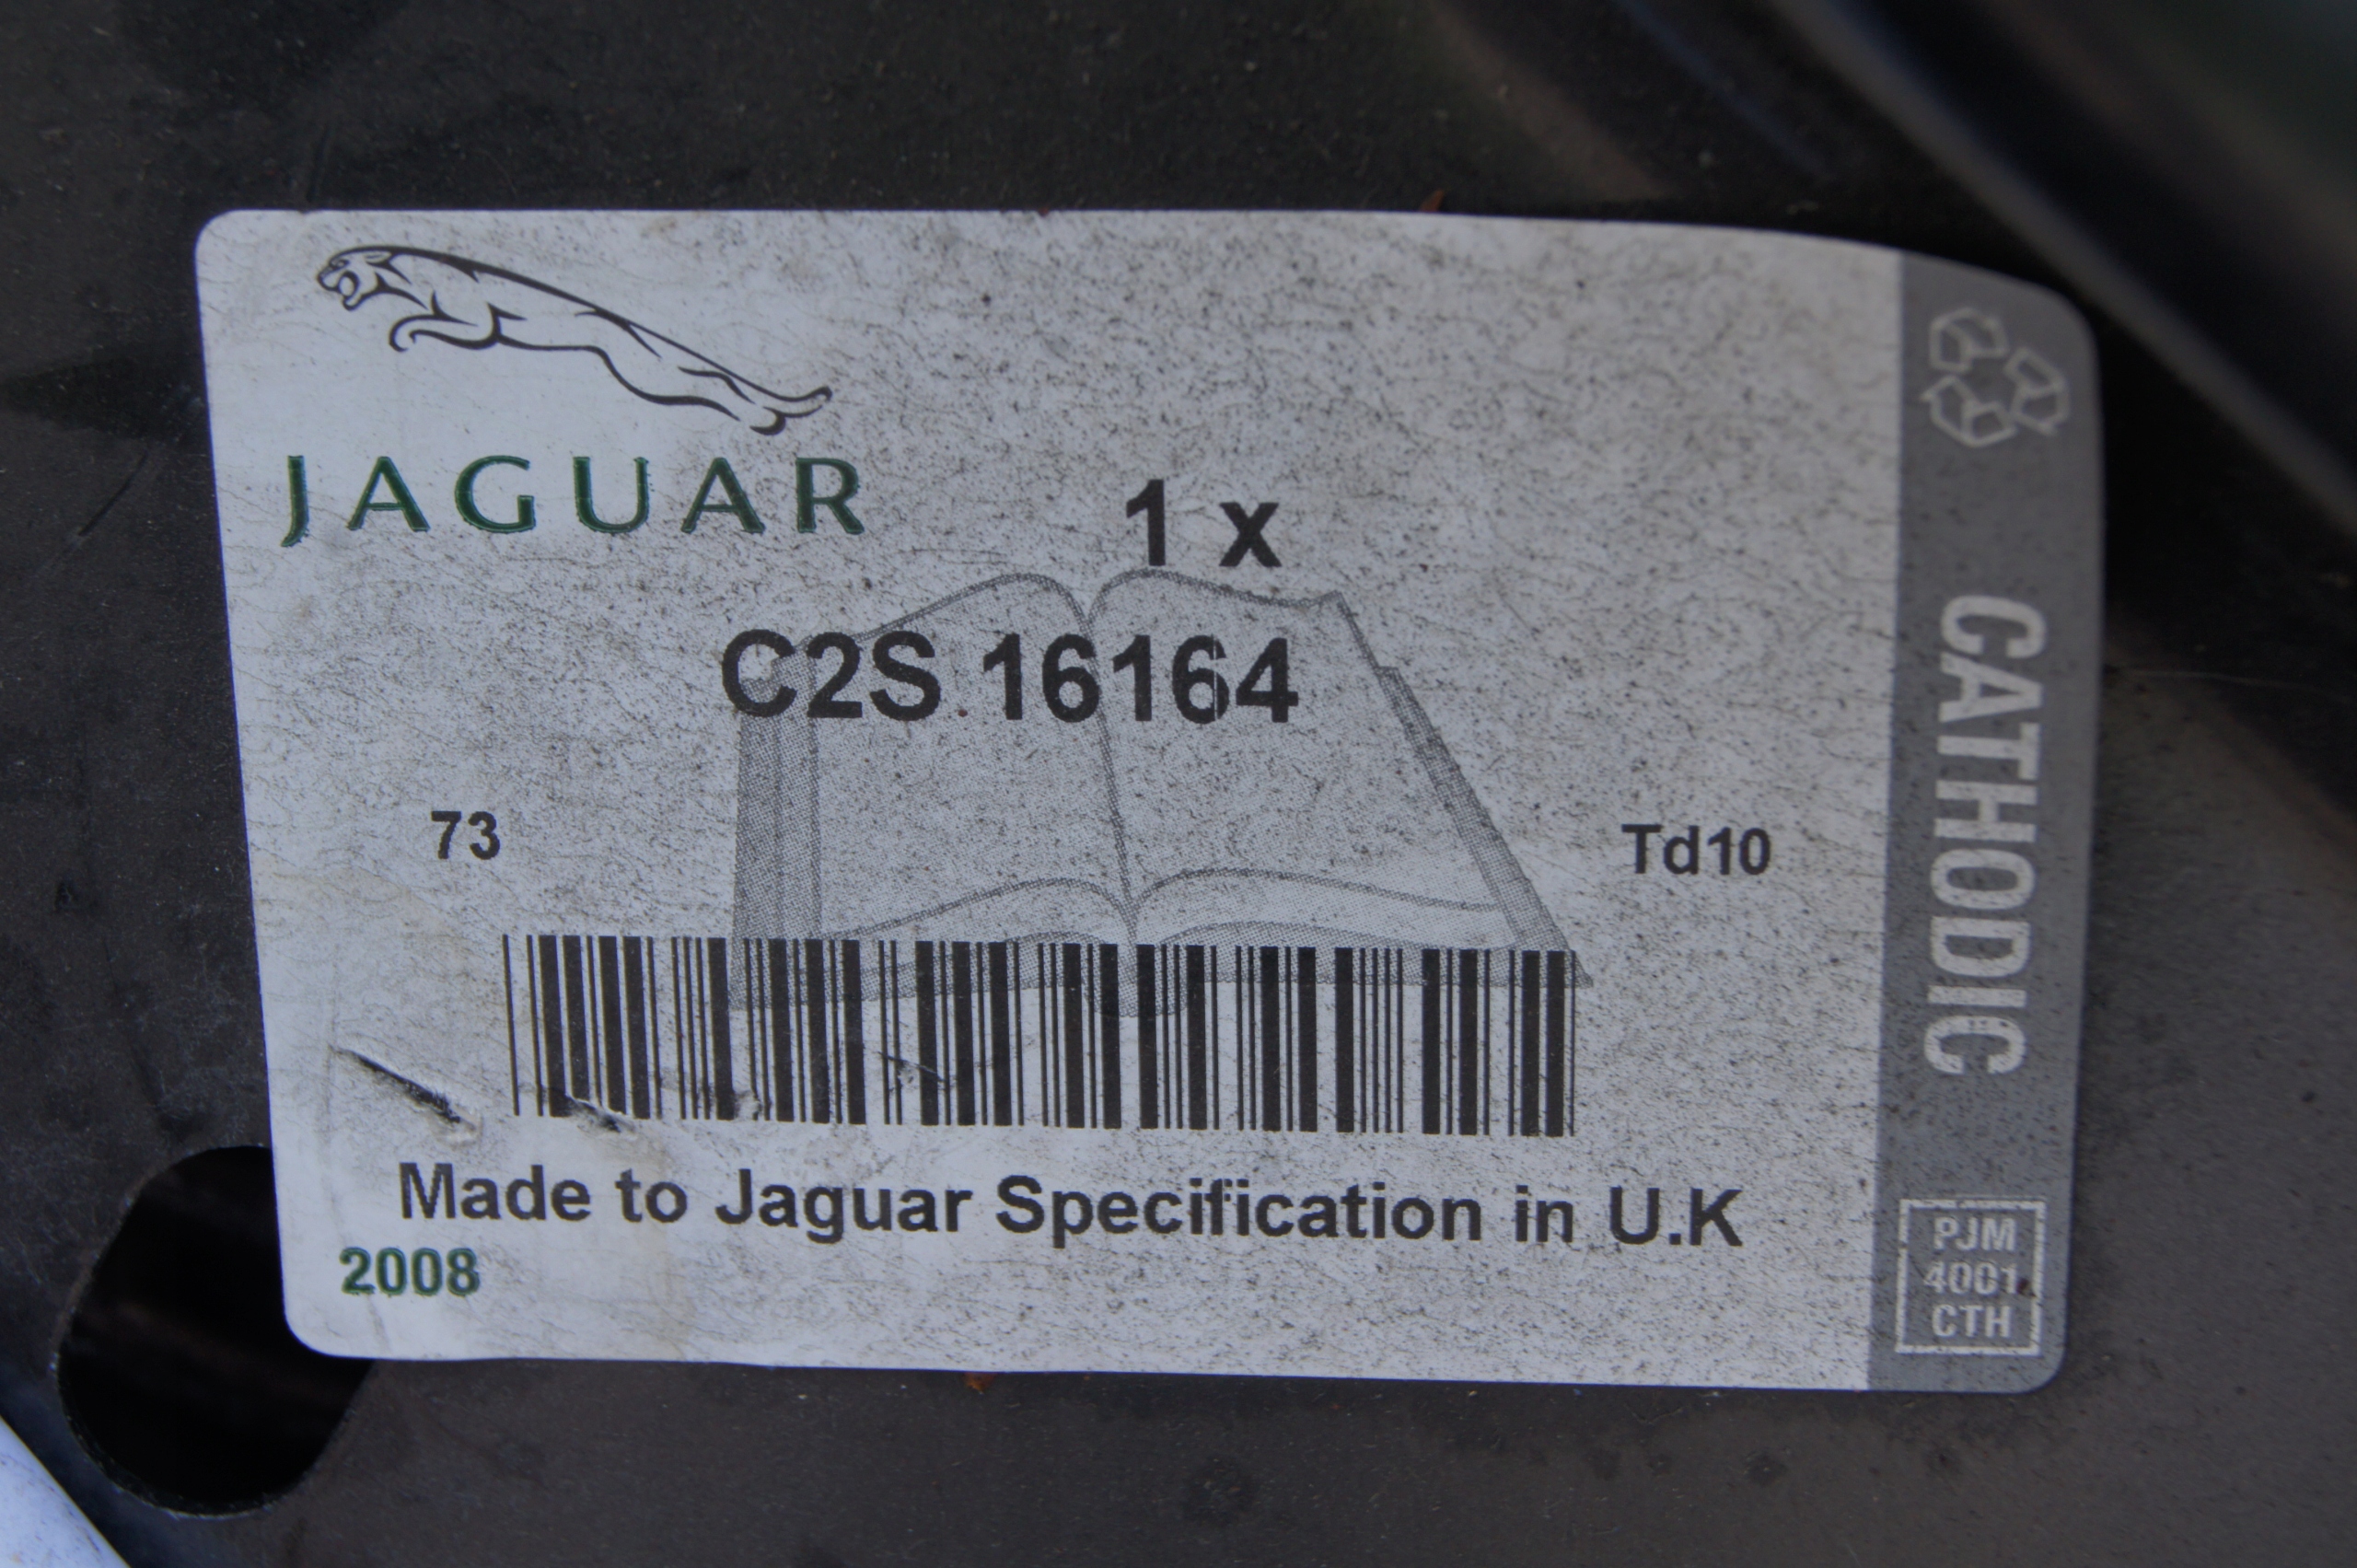 JAGUAR
1 x
C2S 16164
73
Td10
Made to Jaguar Specification in U.K
2008
CATHODIC
PJM
4001
CTH